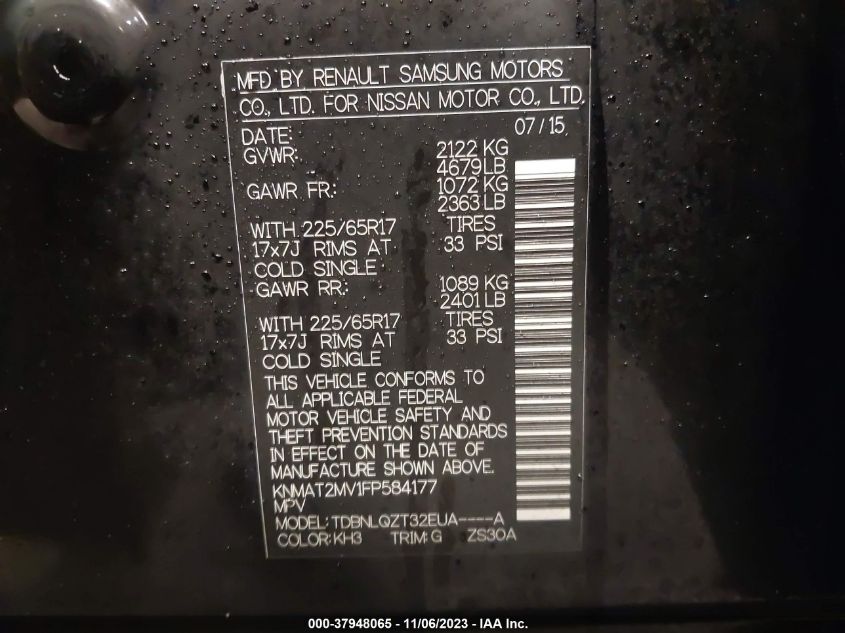 MFD. BY RENAULT SAMSUNG MOTORS
CO., LTD. FOR NISSAN MOTOR CO., LTD.
DATE: 07/15
GVWR: 2122 KG
4679 LB
GAWR FR: 1072 KG
2363 LB
WITH 225/65R17 TIRES
17x7J RIMS AT 33 PSI
COLD SINGLE
GAWR RR: 1089 KG
2401 LB
WITH 225/65R17 TIRES
17x7J RIMS AT 33 PSI
COLD SINGLE
THIS VEHICLE CONFORMS TO
ALL APPLICABLE FEDERAL
MOTOR VEHICLE SAFETY AND
THEFT PREVENTION STANDARDS
IN EFFECT ON THE DATE OF
MANUFACTURE SHOWN ABOVE.
KNMAT2MV1FP584177
MPV
MODEL: TDBNLQZT32EUA----A
COLOR: KH3 TRIM: G ZS30A
000-37948065 - 11/06/2023 - IAA Inc.